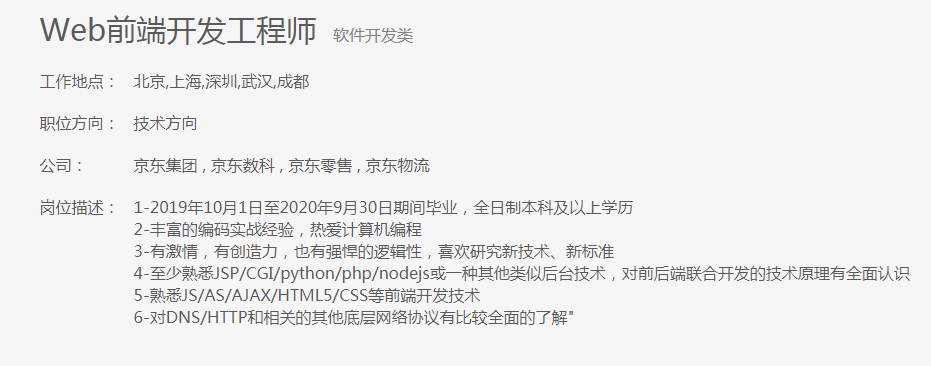 Web前端开发工程师 软件开发类
工作地点： 北京,上海,深圳,武汉,成都
职位方向： 技术方向
公司： 京东集团 , 京东数科 , 京东零售 , 京东物流
岗位描述： 1-2019年10月1日至2020年9月30日期间毕业，全日制本科及以上学历
2-丰富的编码实战经验，热爱计算机编程
3-有激情，有创造力，也有强悍的逻辑性，喜欢研究新技术、新标准
4-至少熟悉JSP/CGI/python/php/nodejs或一种其他类似后台技术，对前后端联合开发的技术原理有全面认识
5-熟悉JS/AS/AJAX/HTML5/CSS等前端开发技术
6-对DNS/HTTP和相关的其他底层网络协议有比较全面的了解"